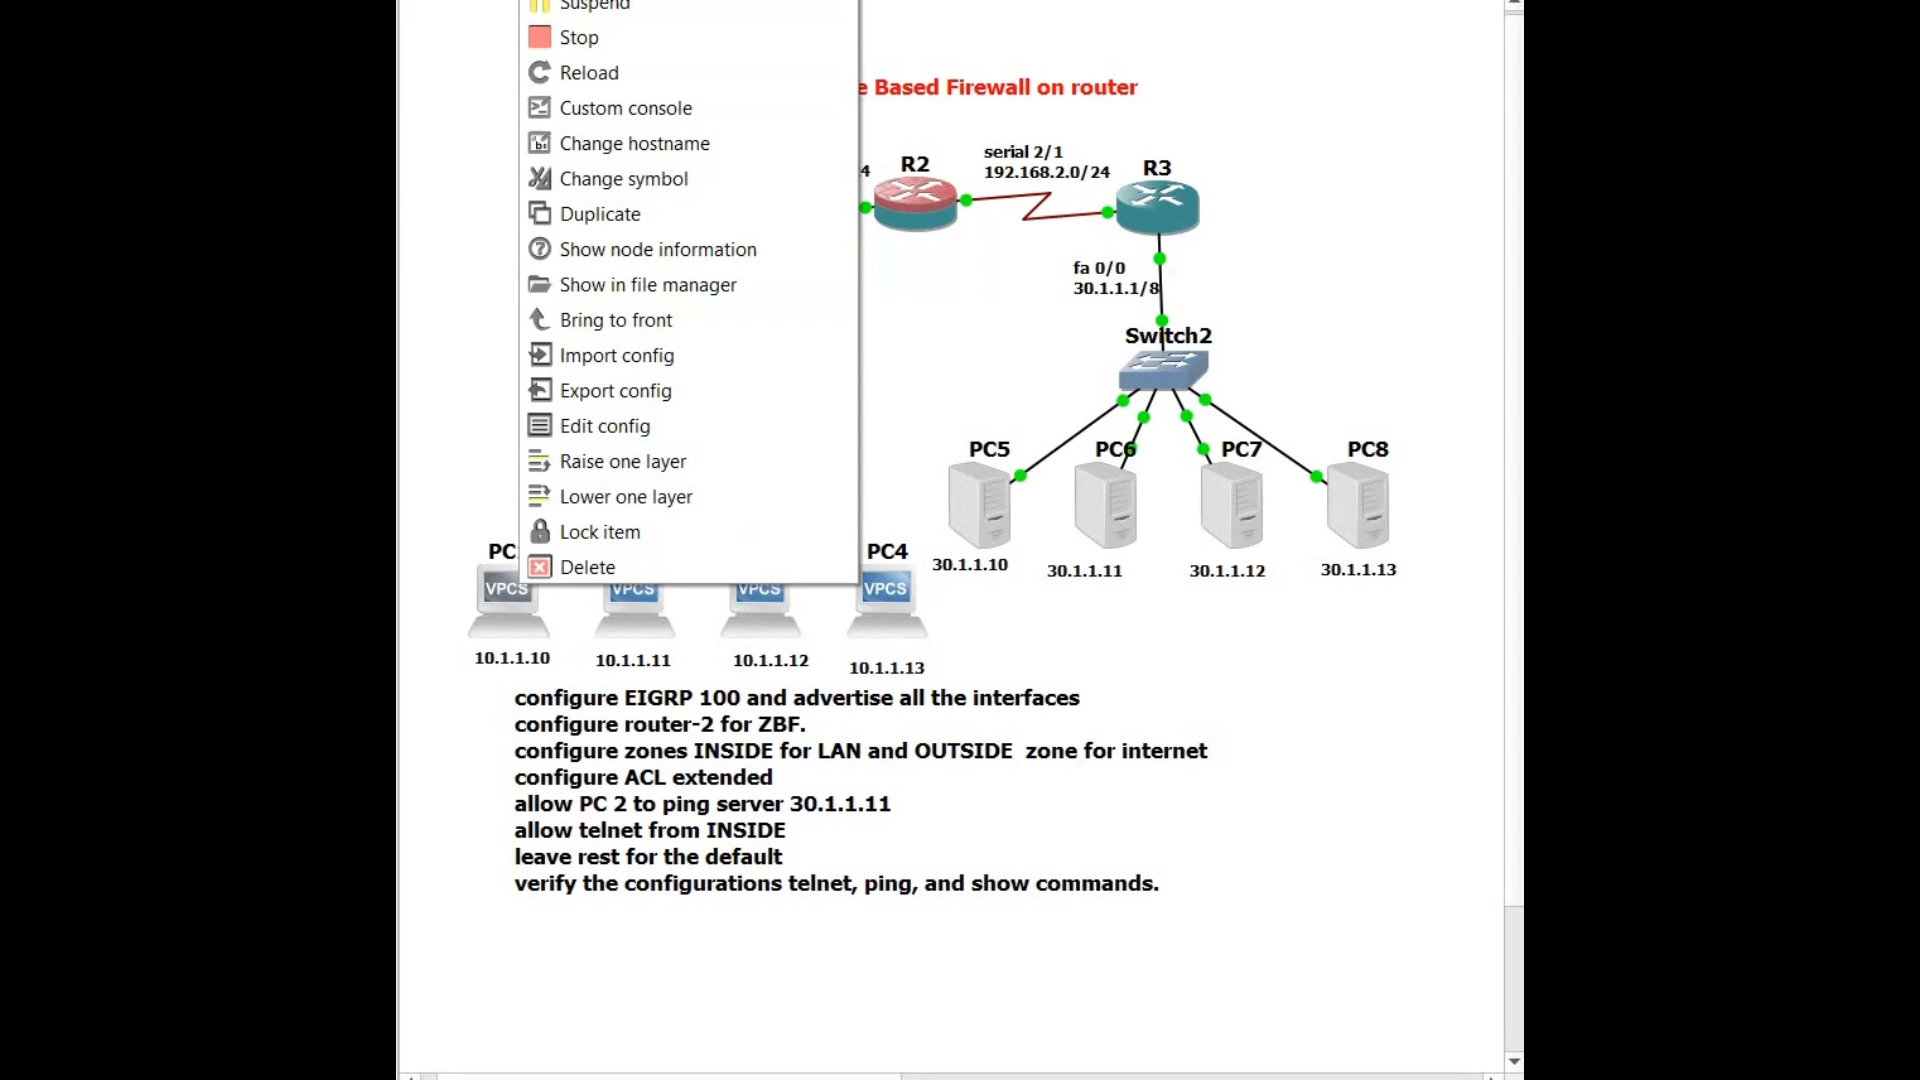 Suspend
Stop
Reload
Custom console
Change hostname
Change symbol
Duplicate
Show node information
Show in file manager
Bring to front
Import config
Export config
Edit config
Raise one layer
Lower one layer
Lock item
Delete
e Based Firewall on router
4
R2
serial 2/1
192.168.2.0/24
R3
fa 0/0
30.1.1.1/8
Switch2
PC5
PC6
PC7
PC8
30.1.1.10
30.1.1.11
30.1.1.12
30.1.1.13
PC
PC4
VPCS
VPCS
VPCS
VPCS
10.1.1.10
10.1.1.11
10.1.1.12
10.1.1.13
configure EIGRP 100 and advertise all the interfaces
configure router-2 for ZBF.
configure zones INSIDE for LAN and OUTSIDE  zone for internet
configure ACL extended
allow PC 2 to ping server 30.1.1.11
allow telnet from INSIDE
leave rest for the default
verify the configurations telnet, ping, and show commands.